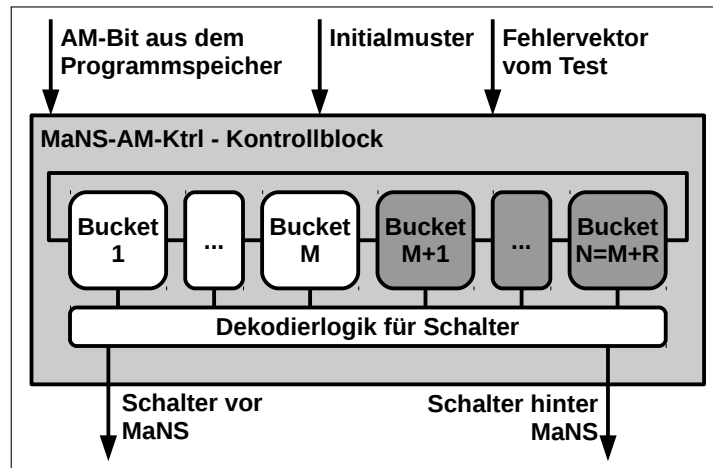 AM-Bit aus dem
Programmspeicher
Initialmuster
Fehlervektor
vom Test
MaNS-AM-Ktrl - Kontrollblock
Bucket
1
...
Bucket
M
Bucket
M+1
...
Bucket
N=M+R
Dekodierlogik für Schalter
Schalter vor
MaNS
Schalter hinter
MaNS